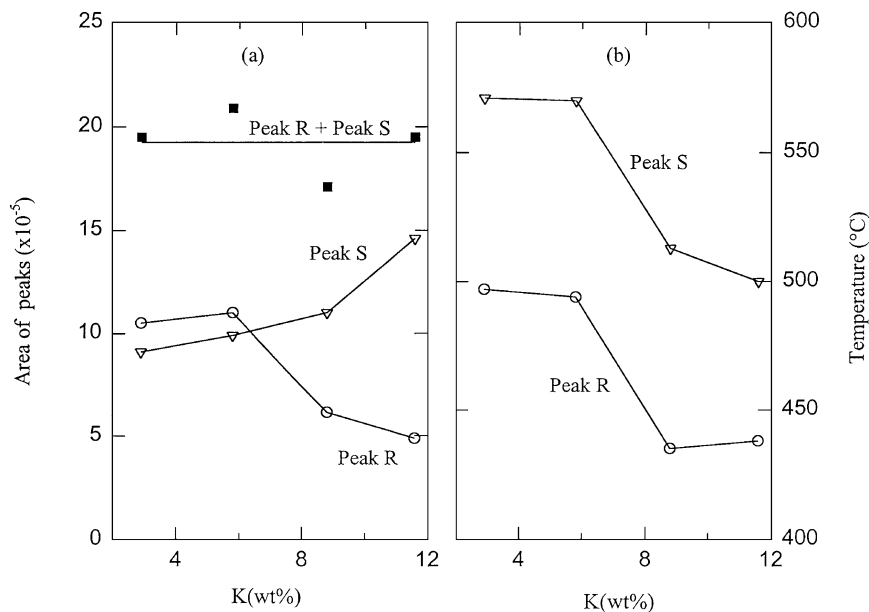 (a)
(b)
25
20
15
10
5
0
Area of peaks (x10⁻⁵)
Peak R + Peak S
Peak S
Peak R
4
8
12
K(wt%)
Peak S
Peak R
4
8
12
K(wt%)
600
550
500
450
400
Temperature (°C)